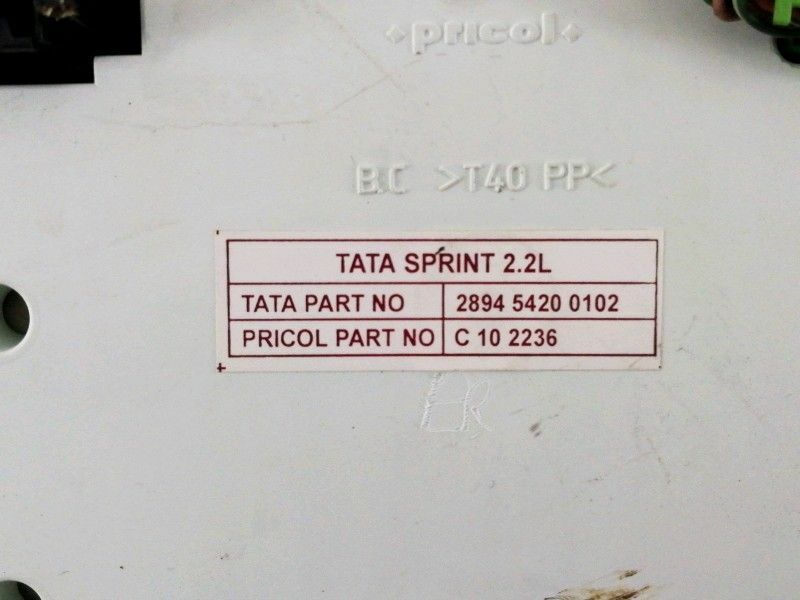 pricol
B.C >T40 PP<
TATA SPRINT 2.2L
TATA PART NO 2894 5420 0102
PRICOL PART NO C 10 2236